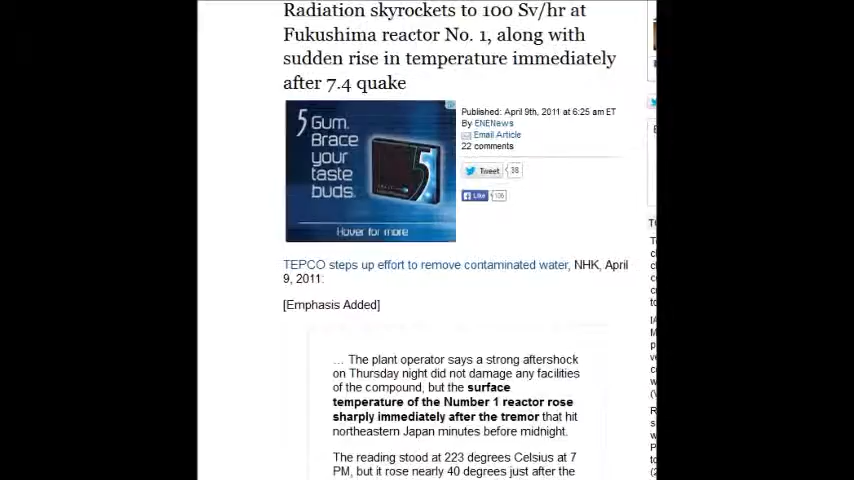 Radiation skyrockets to 100 Sv/hr at
Fukushima reactor No. 1, along with
sudden rise in temperature immediately
after 7.4 quake
5 Gum.
Brace
your
taste
buds.
5
Hover for more
Published: April 9th, 2011 at 6:25 am ET
By ENENews
Email Article
22 comments
Tweet 38
Like 106
TEPCO steps up effort to remove contaminated water, NHK, April
9, 2011:
[Emphasis Added]
... The plant operator says a strong aftershock
on Thursday night did not damage any facilities
of the compound, but the surface
temperature of the Number 1 reactor rose
sharply immediately after the tremor that hit
northeastern Japan minutes before midnight.
The reading stood at 223 degrees Celsius at 7
PM, but it rose nearly 40 degrees just after the